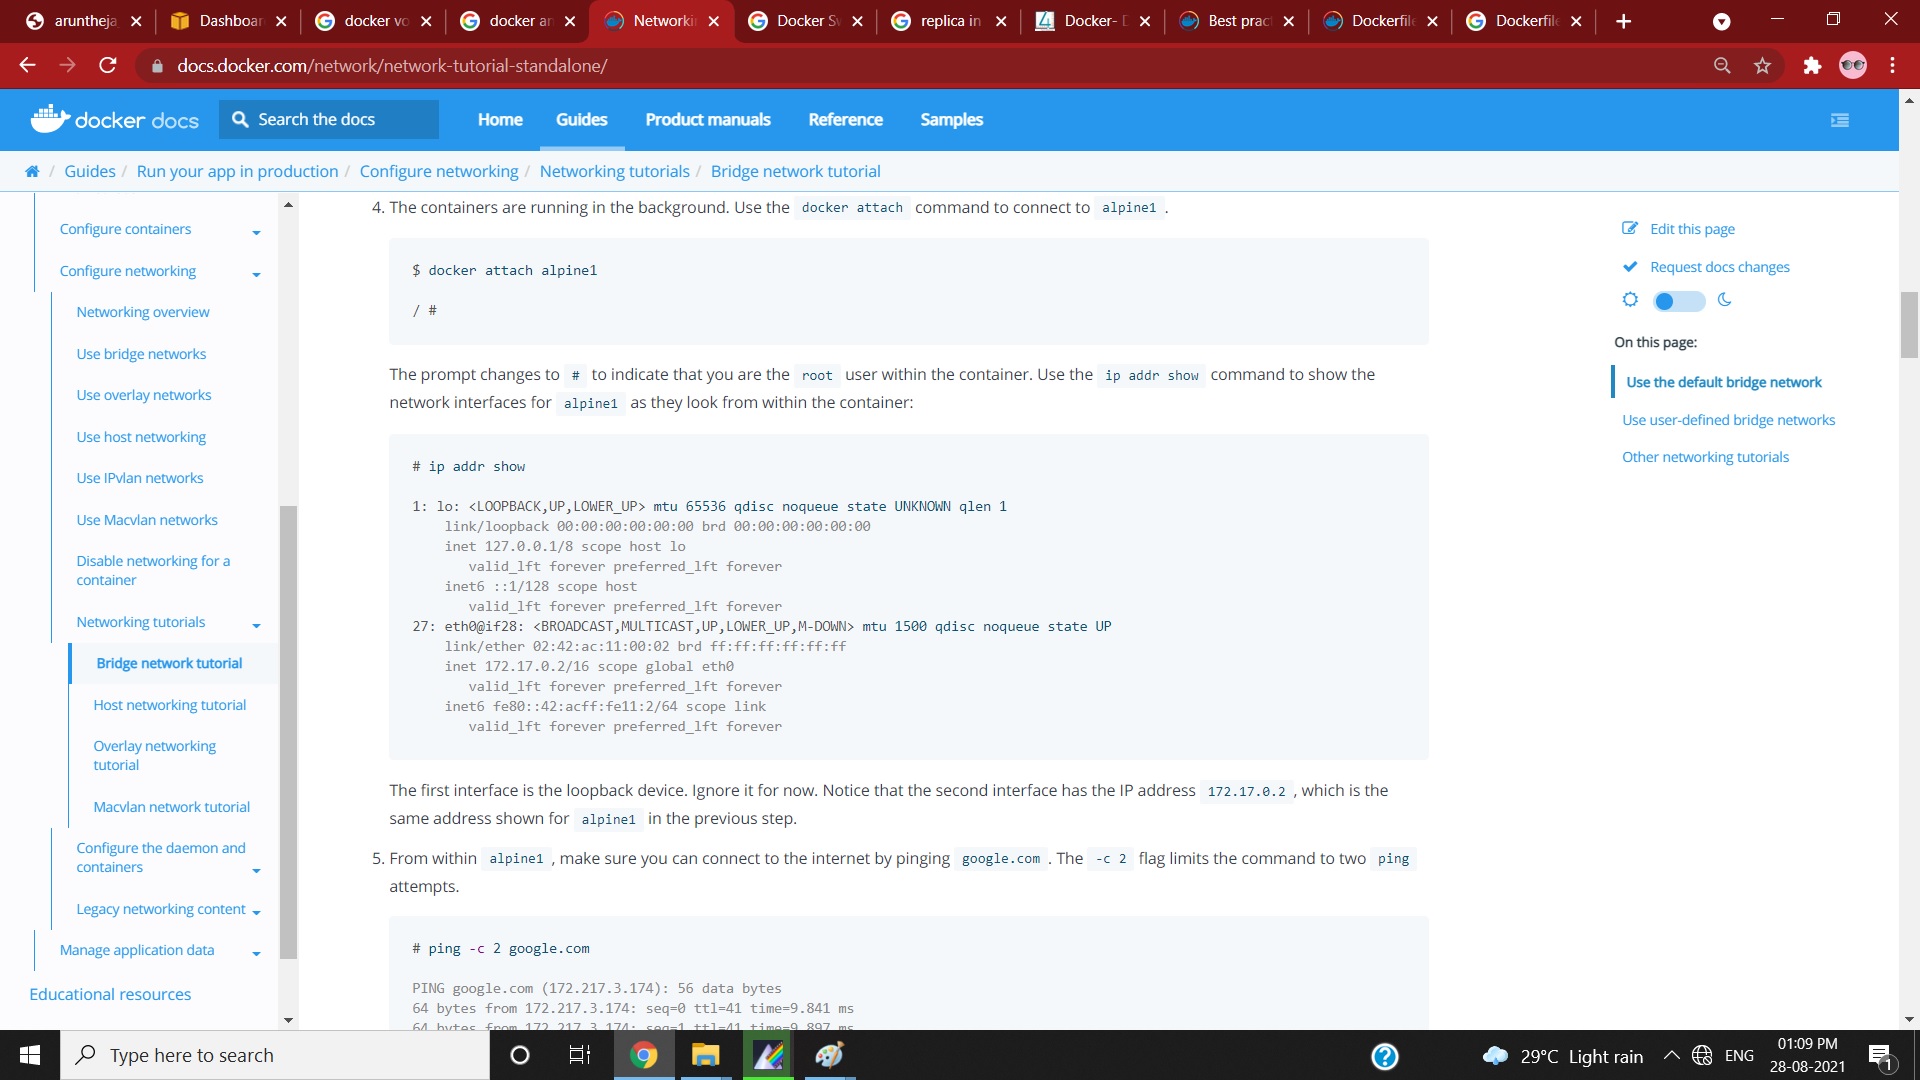 aruntheja
Dashboar
docker vo
docker an
Networki
Docker Sv
replica in
Docker- D
Best prac
Dockerfile
Dockerfile
docs.docker.com/network/network-tutorial-standalone/
docker docs
Search the docs
Home
Guides
Product manuals
Reference
Samples
/ Guides / Run your app in production / Configure networking / Networking tutorials / Bridge network tutorial
Configure containers
Configure networking
Networking overview
Use bridge networks
Use overlay networks
Use host networking
Use IPvlan networks
Use Macvlan networks
Disable networking for a
container
Networking tutorials
Bridge network tutorial
Host networking tutorial
Overlay networking
tutorial
Macvlan network tutorial
Configure the daemon and
containers
Legacy networking content
Manage application data
Educational resources
4. The containers are running in the background. Use the docker attach command to connect to alpine1 .
$ docker attach alpine1
/ #
The prompt changes to # to indicate that you are the root user within the container. Use the ip addr show command to show the
network interfaces for alpine1 as they look from within the container:
# ip addr show
1: lo: <LOOPBACK,UP,LOWER_UP> mtu 65536 qdisc noqueue state UNKNOWN qlen 1
link/loopback 00:00:00:00:00:00 brd 00:00:00:00:00:00
inet 127.0.0.1/8 scope host lo
valid_lft forever preferred_lft forever
inet6 ::1/128 scope host
valid_lft forever preferred_lft forever
27: eth0@if28: <BROADCAST,MULTICAST,UP,LOWER_UP,M-DOWN> mtu 1500 qdisc noqueue state UP
link/ether 02:42:ac:11:00:02 brd ff:ff:ff:ff:ff:ff
inet 172.17.0.2/16 scope global eth0
valid_lft forever preferred_lft forever
inet6 fe80::42:acff:fe11:2/64 scope link
valid_lft forever preferred_lft forever
The first interface is the loopback device. Ignore it for now. Notice that the second interface has the IP address 172.17.0.2 , which is the
same address shown for alpine1 in the previous step.
5. From within alpine1 , make sure you can connect to the internet by pinging google.com . The -c 2 flag limits the command to two ping
attempts.
# ping -c 2 google.com
PING google.com (172.217.3.174): 56 data bytes
64 bytes from 172.217.3.174: seq=0 ttl=41 time=9.841 ms
64 bytes from 172.217.3.174: seq=1 ttl=41 time=9.897 ms
Edit this page
Request docs changes
On this page:
Use the default bridge network
Use user-defined bridge networks
Other networking tutorials
Type here to search
29°C Light rain
ENG
01:09 PM
28-08-2021
1